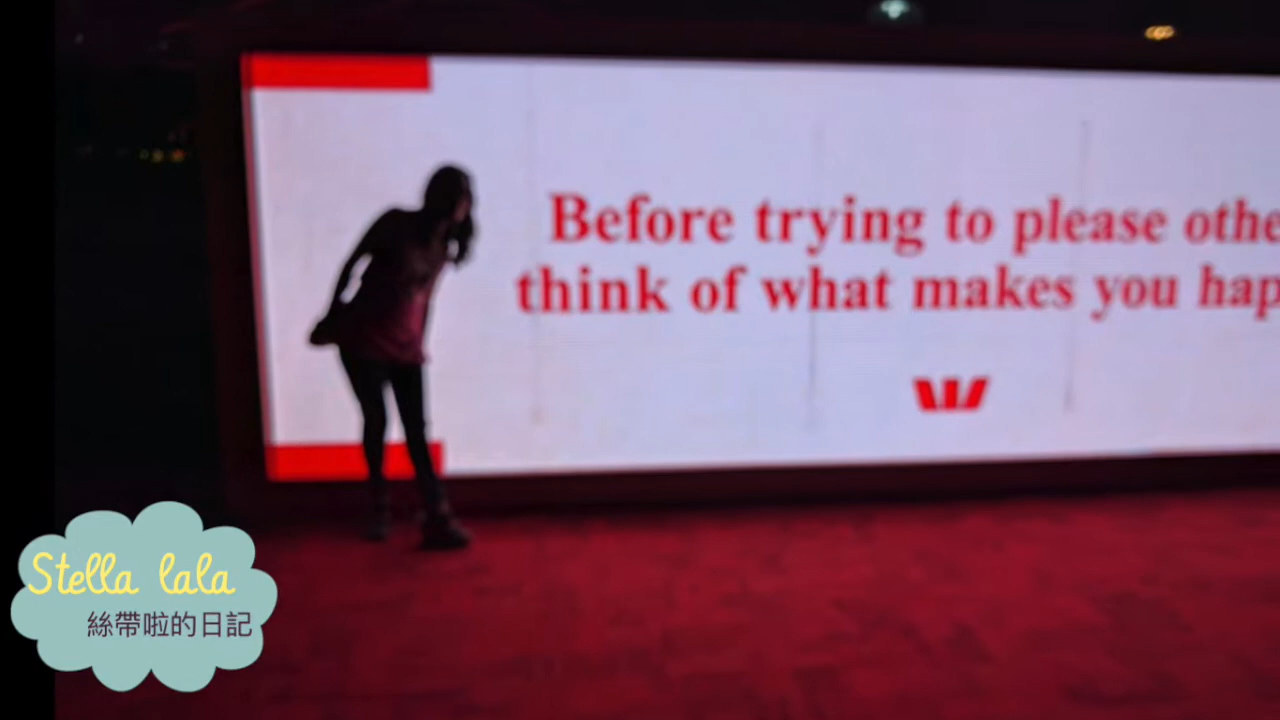 Before trying to please othe
think of what makes you hap
Stella lala
絲帶啦的日記